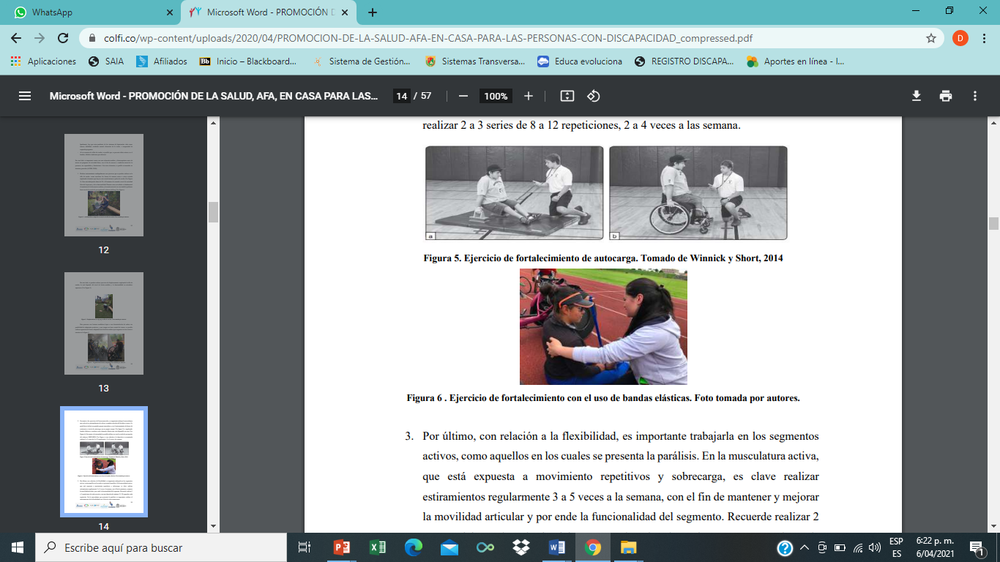 WhatsApp
Microsoft Word - PROMOCIÓN D
colfi.co/wp-content/uploads/2020/04/PROMOCION-DE-LA-SALUD-AFA-EN-CASA-PARA-LAS-PERSONAS-CON-DISCAPACIDAD_compressed.pdf
D
Aplicaciones SAIA Afiliados Bb Inicio – Blackboard... Sistema de Gestión... Sistemas Transversa... Educa evoluciona REGISTRO DISCAPA... Aportes en línea - I...
Microsoft Word - PROMOCIÓN DE LA SALUD, AFA, EN CASA PARA LAS... 14 / 57 100%
12
13
14
realizar 2 a 3 series de 8 a 12 repeticiones, 2 a 4 veces a las semana.
a b
Figura 5. Ejercicio de fortalecimiento de autocarga. Tomado de Winnick y Short, 2014
Figura 6 . Ejercicio de fortalecimiento con el uso de bandas elásticas. Foto tomada por autores.
3. Por último, con relación a la flexibilidad, es importante trabajarla en los segmentos
activos, como aquellos en los cuales se presenta la parálisis. En la musculatura activa,
que está expuesta a movimiento repetitivos y sobrecarga, es clave realizar
estiramientos regularmente 3 a 5 veces a la semana, con el fin de mantener y mejorar
la movilidad articular y por ende la funcionalidad del segmento. Recuerde realizar 2
Escribe aquí para buscar
ESP
ES
6:22 p. m.
6/04/2021
1